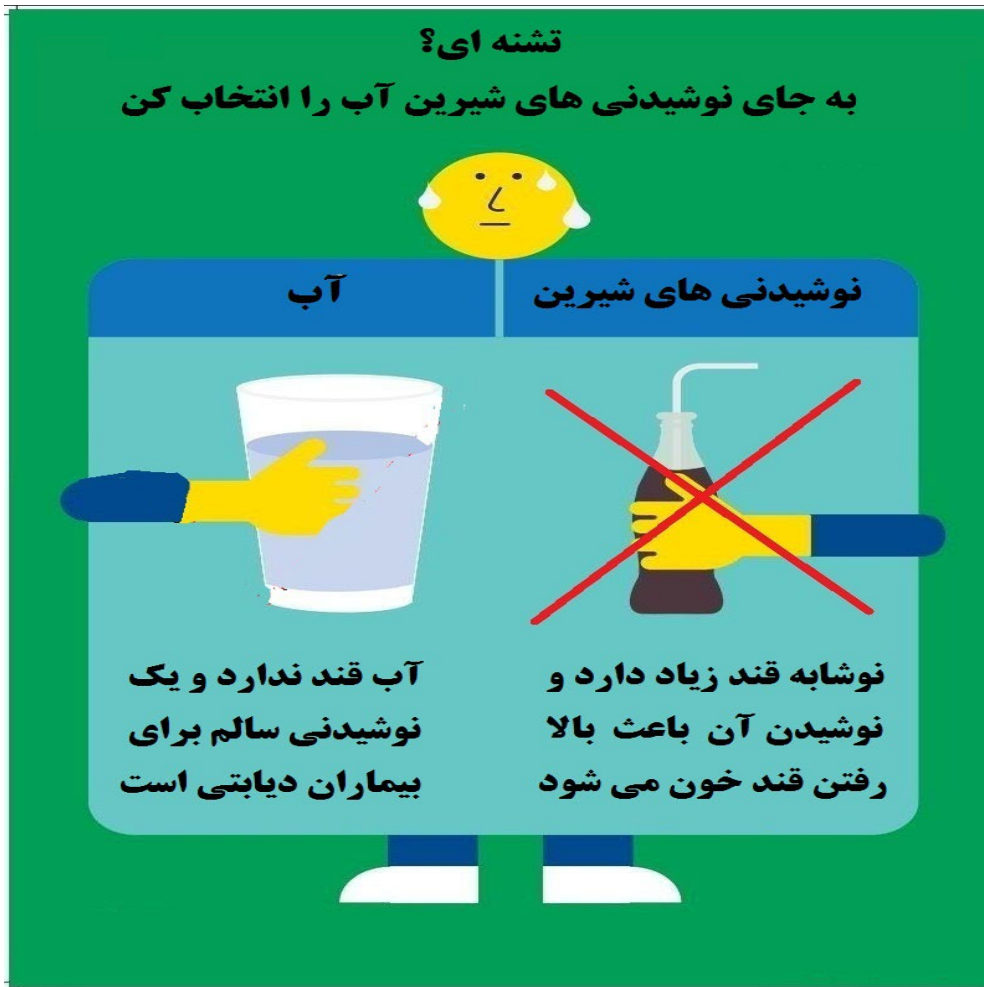 تشنه ای؟
به جای نوشیدنی های شیرین آب را انتخاب کن
نوشیدنی های شیرین
آب
نوشابه قند زیاد دارد و
نوشیدن آن باعث بالا
رفتن قند خون می شود
آب قند ندارد و یک
نوشیدنی سالم برای
بیماران دیابتی است